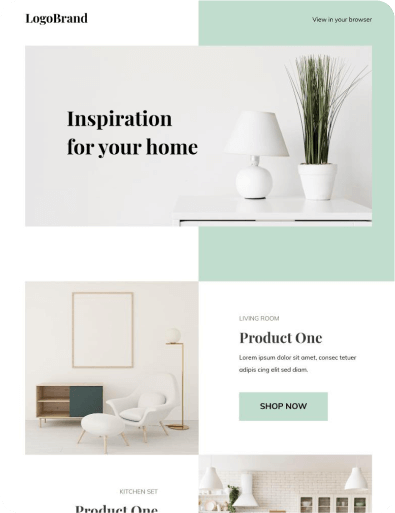 LogoBrand
View in your browser
Inspiration
for your home
LIVING ROOM
Product One
Lorem ipsum dolor sit amet, consec tetuer
adipis cing elit sed diam.
SHOP NOW
KITCHEN SET
Product One